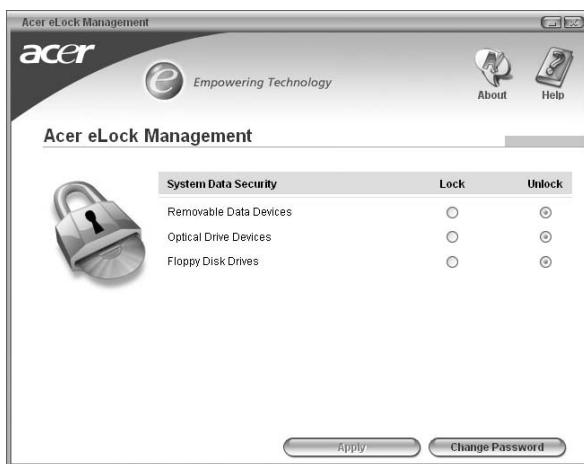 Acer eLock Management
acer
e Empowering Technology
About Help
Acer eLock Management
System Data Security Lock Unlock
Removable Data Devices
Optical Drive Devices
Floppy Disk Drives
Apply Change Password